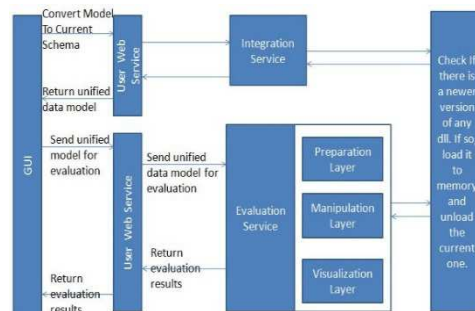 Convert Model
To Current
Schema
Return unified
data model
GUI
User Web
Service
Integration
Service
Send unified
model for
evaluation
Return
evaluation
results
User Web Service
Send unified
data model for
evaluation
Return
evaluation
results
Evaluation
Service
Preparation
Layer
Manipulation
Layer
Visualization
Layer
Check If
there is
a newer
version
of any
dll. If so,
load it
to
memory
and
unload
the
current
one.